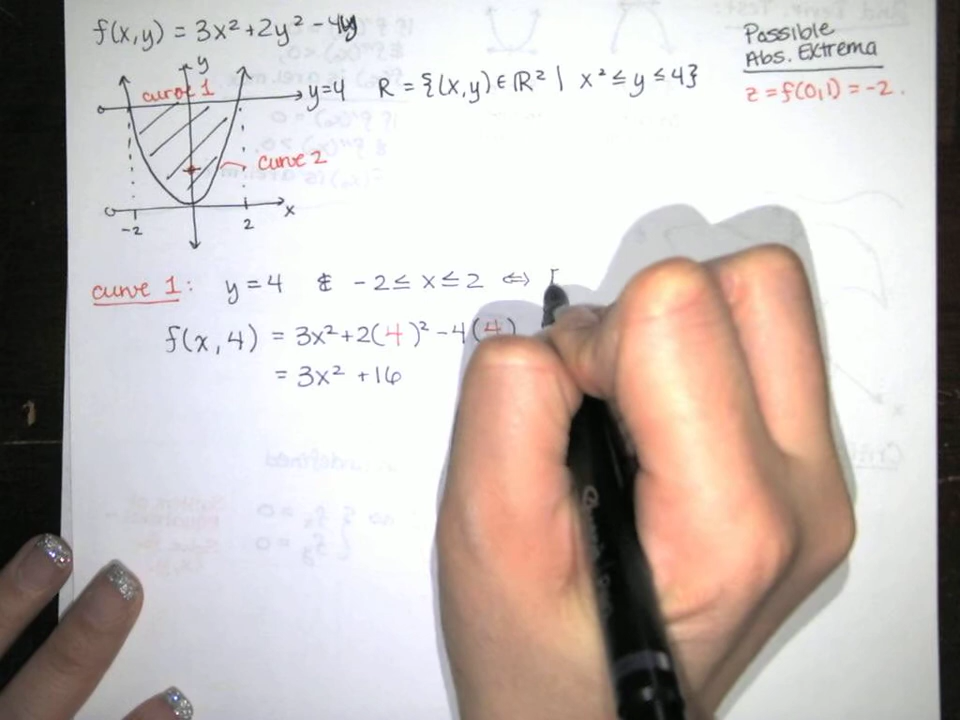 f(x,y) = 3x² + 2y² - 4y
Possible
Abs. Extrema
z = f(0,1) = -2.
R = {(x,y) ∈ ℝ² | x² ≤ y ≤ 4}
y
curve 1
y=4
curve 2
x
-2
2
curve 1: y = 4 & -2 ≤ x ≤ 2 ⇔
f(x,4) = 3x² + 2(4)² - 4(4)
= 3x² + 16